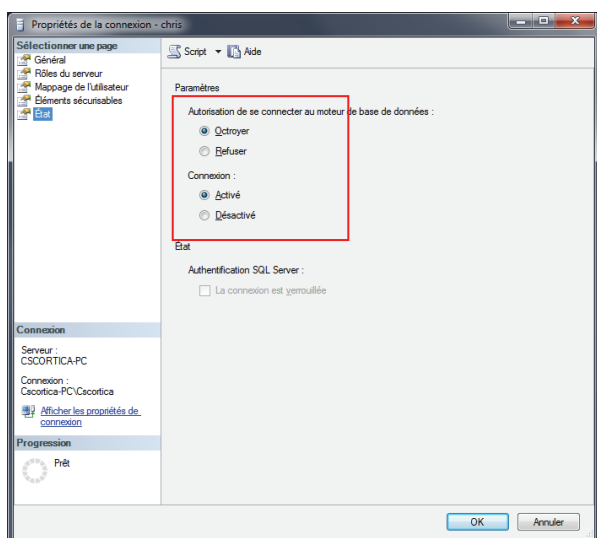 Propriétés de la connexion - chris
Sélectionner une page
Général
Rôles du serveur
Mappage de l'utilisateur
Éléments sécurisables
État
Script
Aide
Paramètres
Autorisation de se connecter au moteur de base de données :
Octroyer
Refuser
Connexion :
Activé
Désactivé
État
Authentification SQL Server :
La connexion est verrouillée
Connexion
Serveur :
CSCORTICA-PC
Connexion :
Cscortica-PC\Cscortica
Afficher les propriétés de
connexion
Progression
Prêt
OK
Annuler